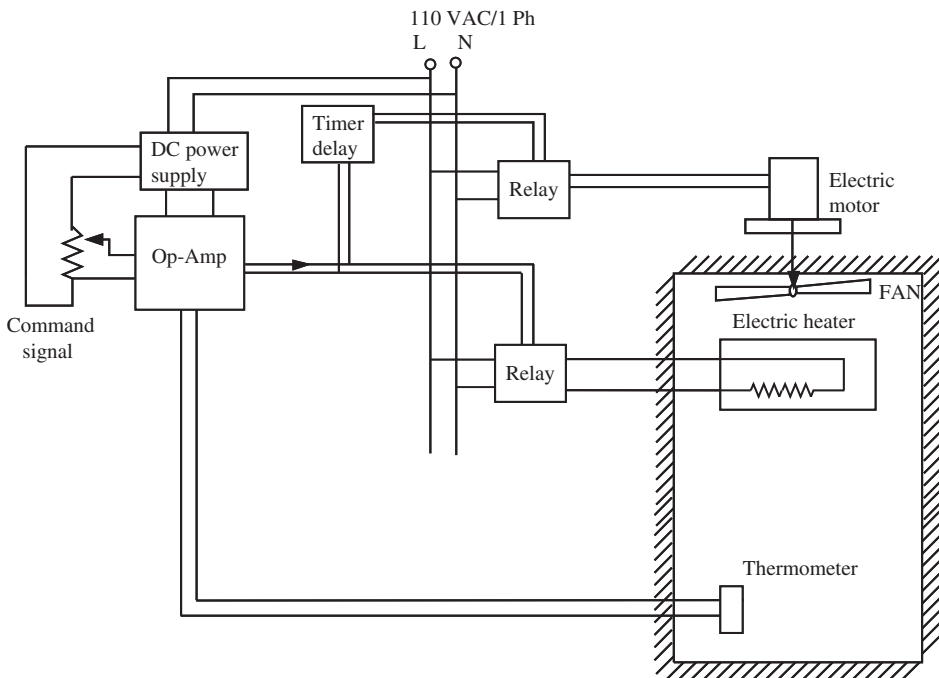 110 VAC/1 Ph
L N
Timer
delay
DC power
supply
Relay
Electric
motor
Op-Amp
FAN
Command
signal
Electric heater
Relay
Thermometer